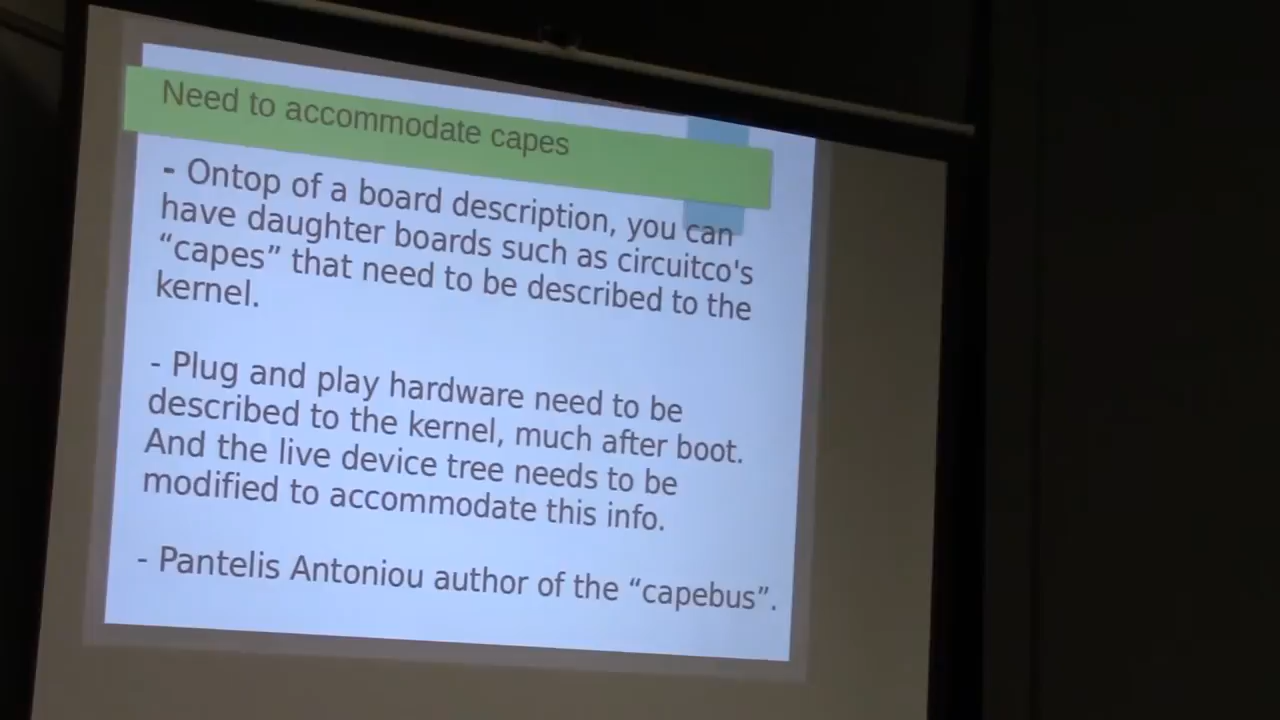 Need to accommodate capes
- Ontop of a board description, you can
have daughter boards such as circuitco's
“capes” that need to be described to the
kernel.
- Plug and play hardware need to be
described to the kernel, much after boot.
And the live device tree needs to be
modified to accommodate this info.
- Pantelis Antoniou author of the “capebus”.